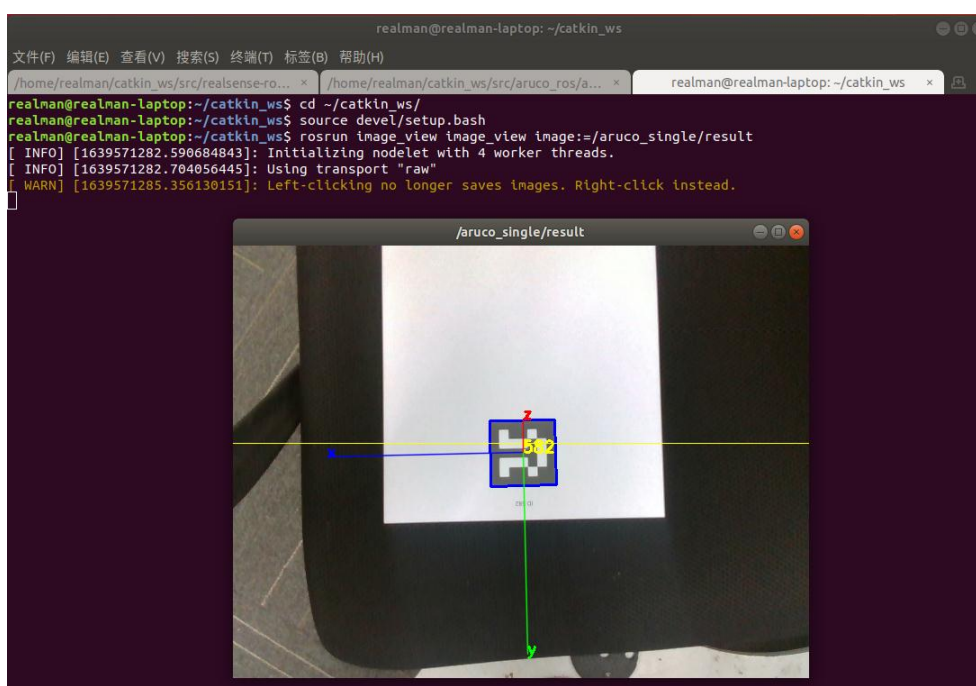 realman@realman-laptop: ~/catkin_ws
文件(F) 编辑(E) 查看(V) 搜索(S) 终端(T) 标签(B) 帮助(H)
/home/realman/catkin_ws/src/realsense-ro... × /home/realman/catkin_ws/src/aruco_ros/a... × realman@realman-laptop: ~/catkin_ws ×
realman@realman-laptop:~/catkin_ws$ cd ~/catkin_ws/
realman@realman-laptop:~/catkin_ws$ source devel/setup.bash
realman@realman-laptop:~/catkin_ws$ rosrun image_view image_view image:=/aruco_single/result
[ INFO] [1639571282.590684843]: Initializing nodelet with 4 worker threads.
[ INFO] [1639571282.704056445]: Using transport "raw"
[ WARN] [1639571285.356130151]: Left-clicking no longer saves images. Right-click instead.
/aruco_single/result
z
582
x
y